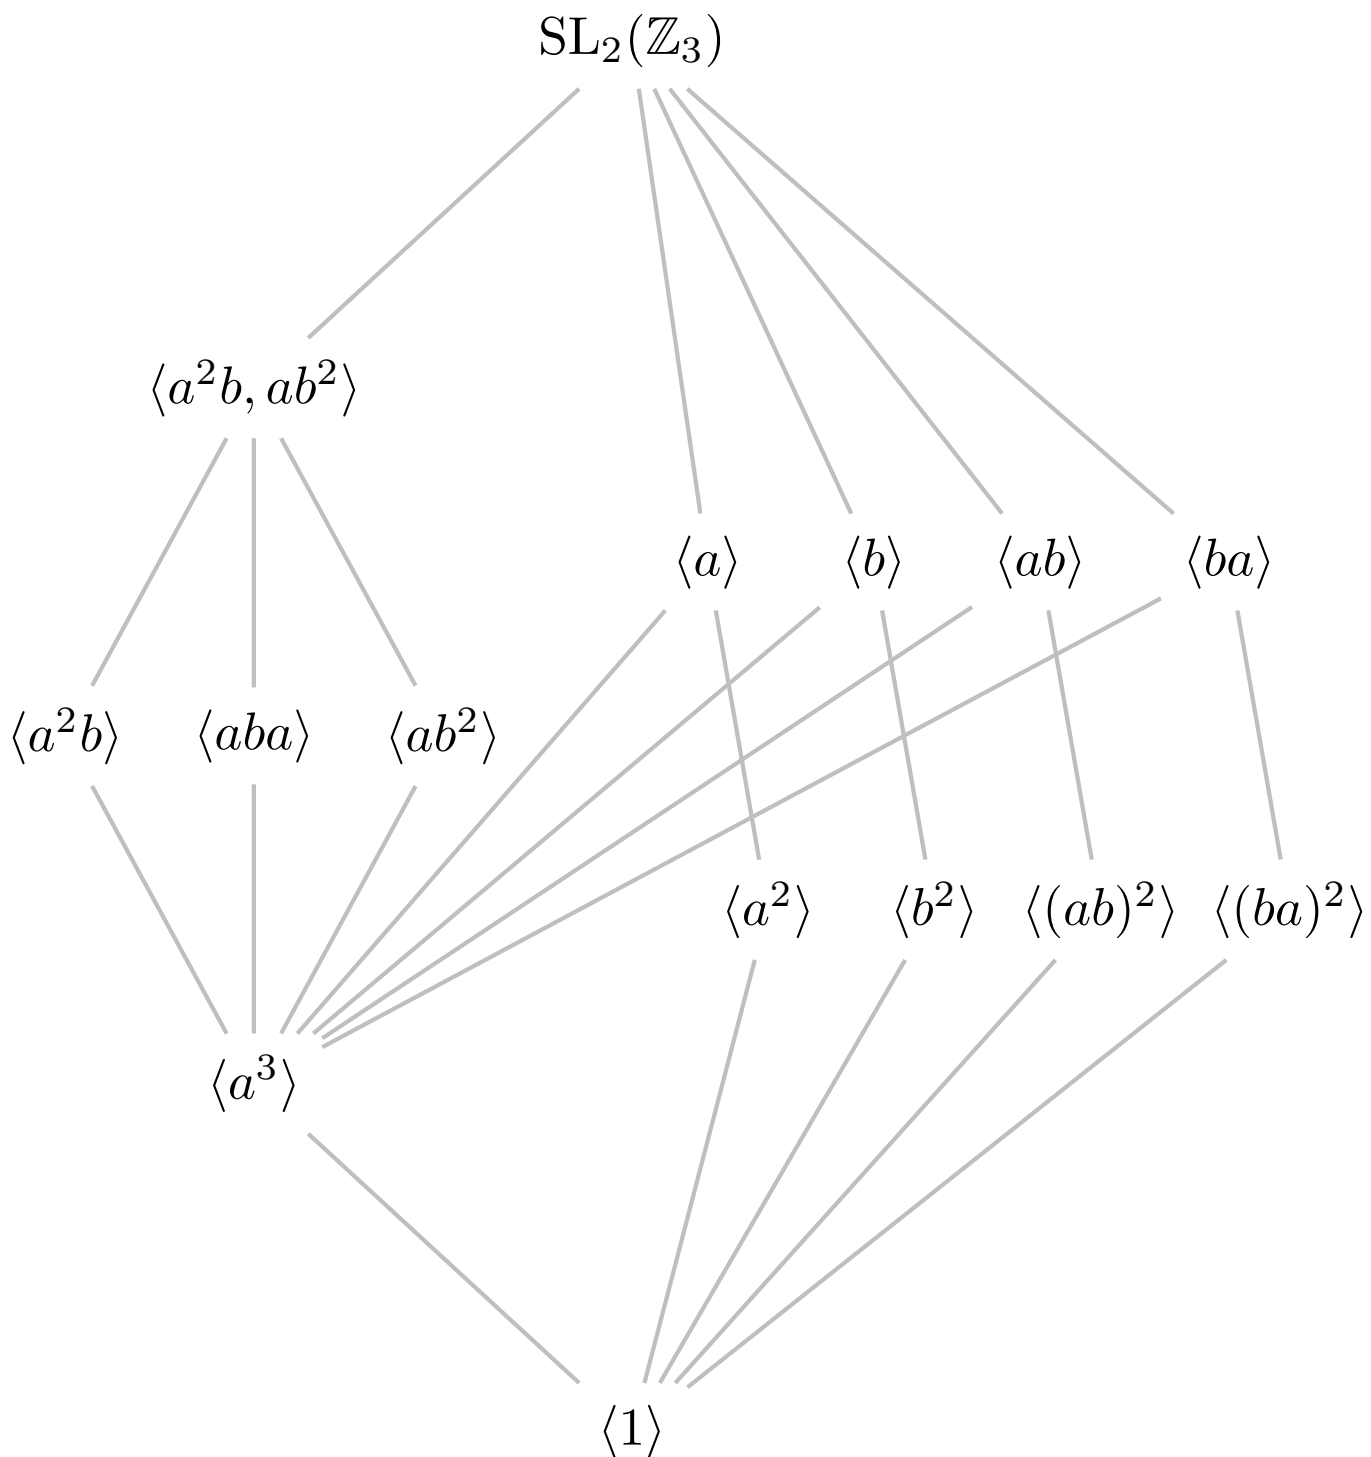 SL₂(ℤ₃)
⟨a²b, ab²⟩
⟨a⟩ ⟨b⟩ ⟨ab⟩ ⟨ba⟩
⟨a²b⟩ ⟨aba⟩ ⟨ab²⟩
⟨a²⟩ ⟨b²⟩ ⟨(ab)²⟩ ⟨(ba)²⟩
⟨a³⟩
⟨1⟩